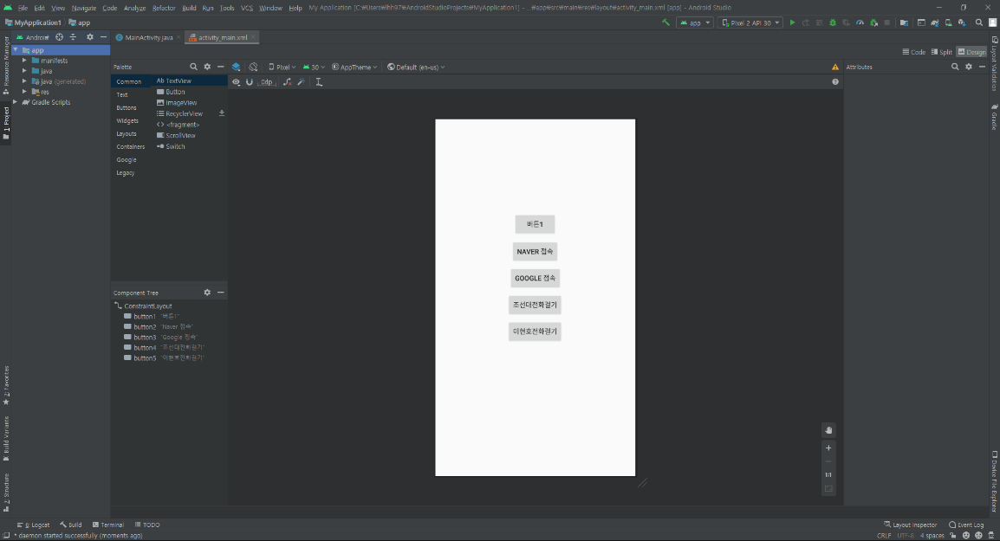 File Edit View Navigate Code Analyze Refactor Build Run Tools VCS Window Help My Application [C:₩Users₩lhh97₩AndroidStudioProjects₩MyApplication1] - ...₩app₩src₩main₩res₩layout₩activity_main.xml [app] - Android Studio
MyApplication1 app
app Pixel 2 API 30
Android
MainActivity.java
activity_main.xml
Code Split Design
Resource Manager
1: Project
2: Favorites
Build Variants
7: Structure
app
manifests
java
java (generated)
res
Gradle Scripts
Palette
Common
Text
Buttons
Widgets
Layouts
Containers
Google
Legacy
Ab TextView
Button
ImageView
RecyclerView
<fragment>
ScrollView
Switch
Pixel 30 AppTheme Default (en-us)
0dp
Component Tree
ConstraintLayout
button1 "버튼1"
button2 "Naver 접속"
button3 "Google 접속"
button4 "조선대전화걸기"
button5 "이현호전화걸기"
버튼1
NAVER 접속
GOOGLE 접속
조선대전화걸기
이현호전화걸기
1:1
Attributes
Layout Validation
Gradle
Device File Explorer
6: Logcat Build Terminal TODO
Layout Inspector Event Log
* daemon started successfully (moments ago)
CRLF UTF-8 4 spaces